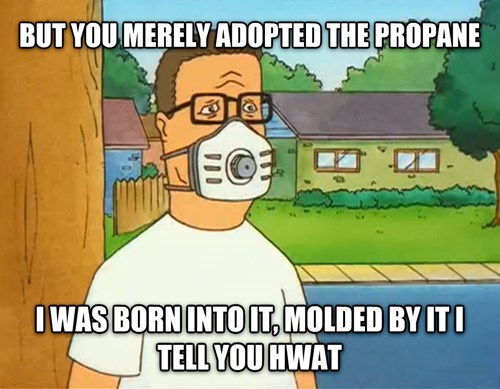 BUT YOU MERELY ADOPTED THE PROPANE
I WAS BORN INTO IT, MOLDED BY IT I
TELL YOU HWAT